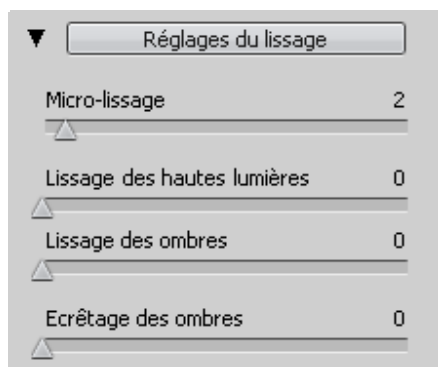 Réglages du lissage
Micro-lissage 2
Lissage des hautes lumières 0
Lissage des ombres 0
Ecrêtage des ombres 0